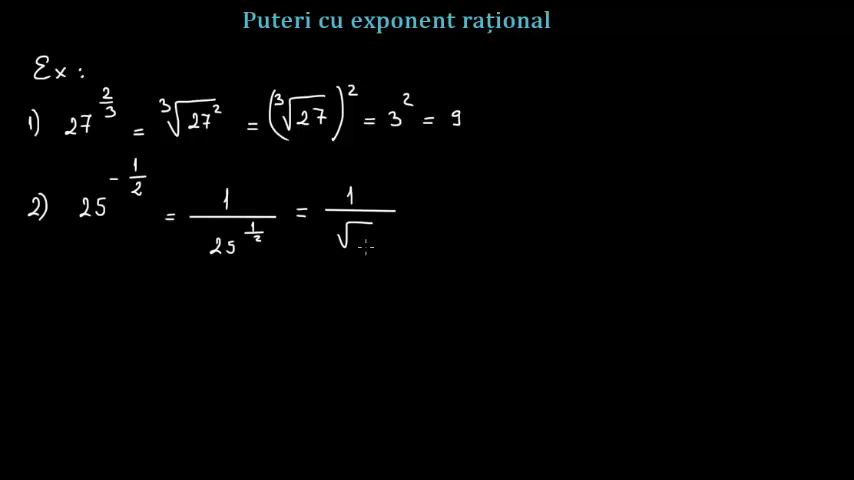 Puteri cu exponent rațional
Ex:
1) 27^{2/3} = ∛(27²) = (∛27)² = 3² = 9
2) 25^{-1/2} = 1/25^{1/2} = 1/√